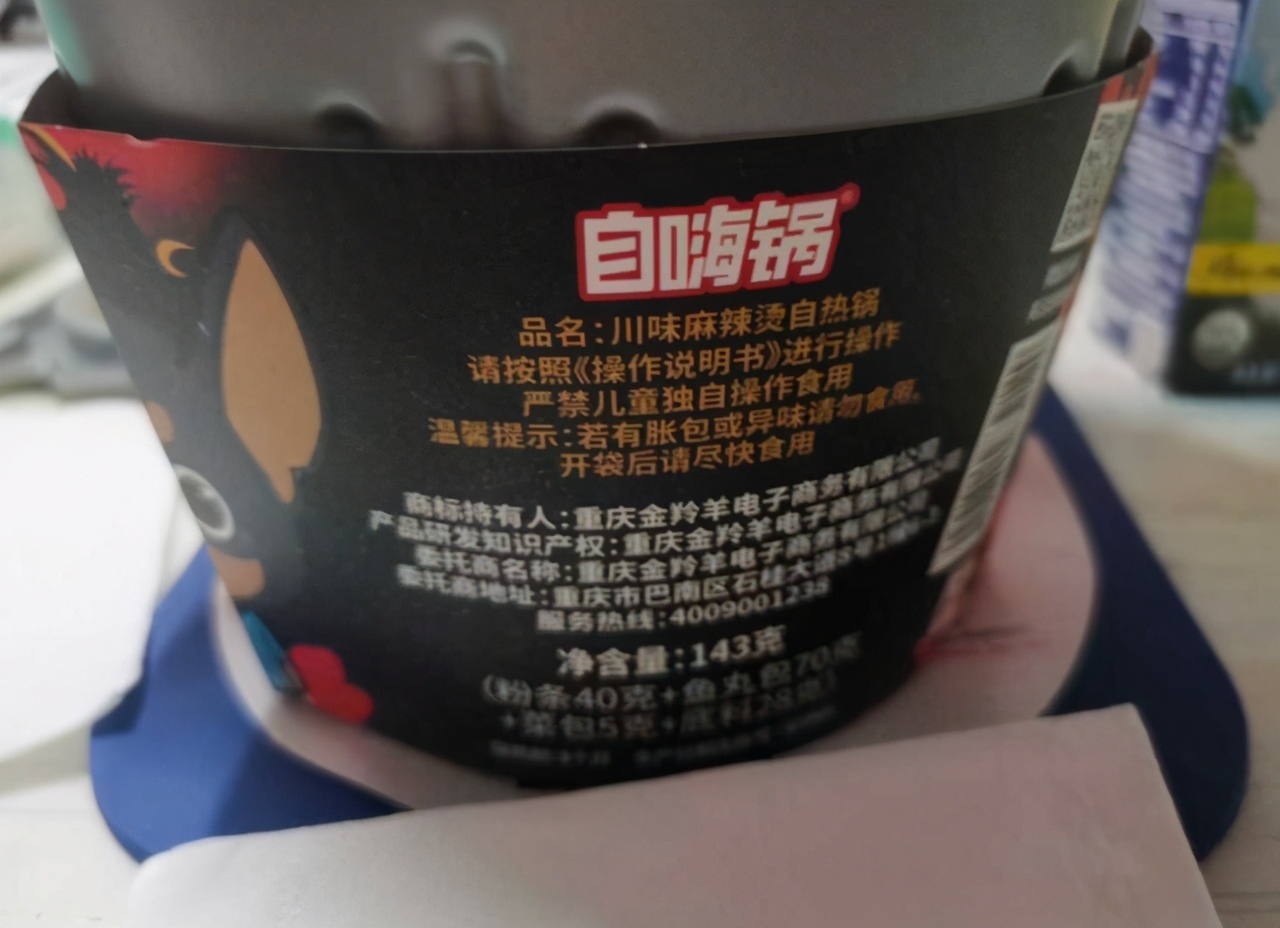 自嗨锅
品名:川味麻辣烫自热锅
请按照《操作说明书》进行操作
严禁儿童独自操作食用
温馨提示:若有胀包或异味请勿食用,
开袋后请尽快食用
商标持有人:重庆金羚羊电子商务有限公司
产品研发知识产权:重庆金羚羊电子商务有限公司
委托商名称:重庆金羚羊电子商务有限公司
委托商地址:重庆市巴南区石桂大道8号1幢
服务热线:4009001238
净含量:143克
(粉条40克+鱼丸包70克
+菜包5克+底料28克)